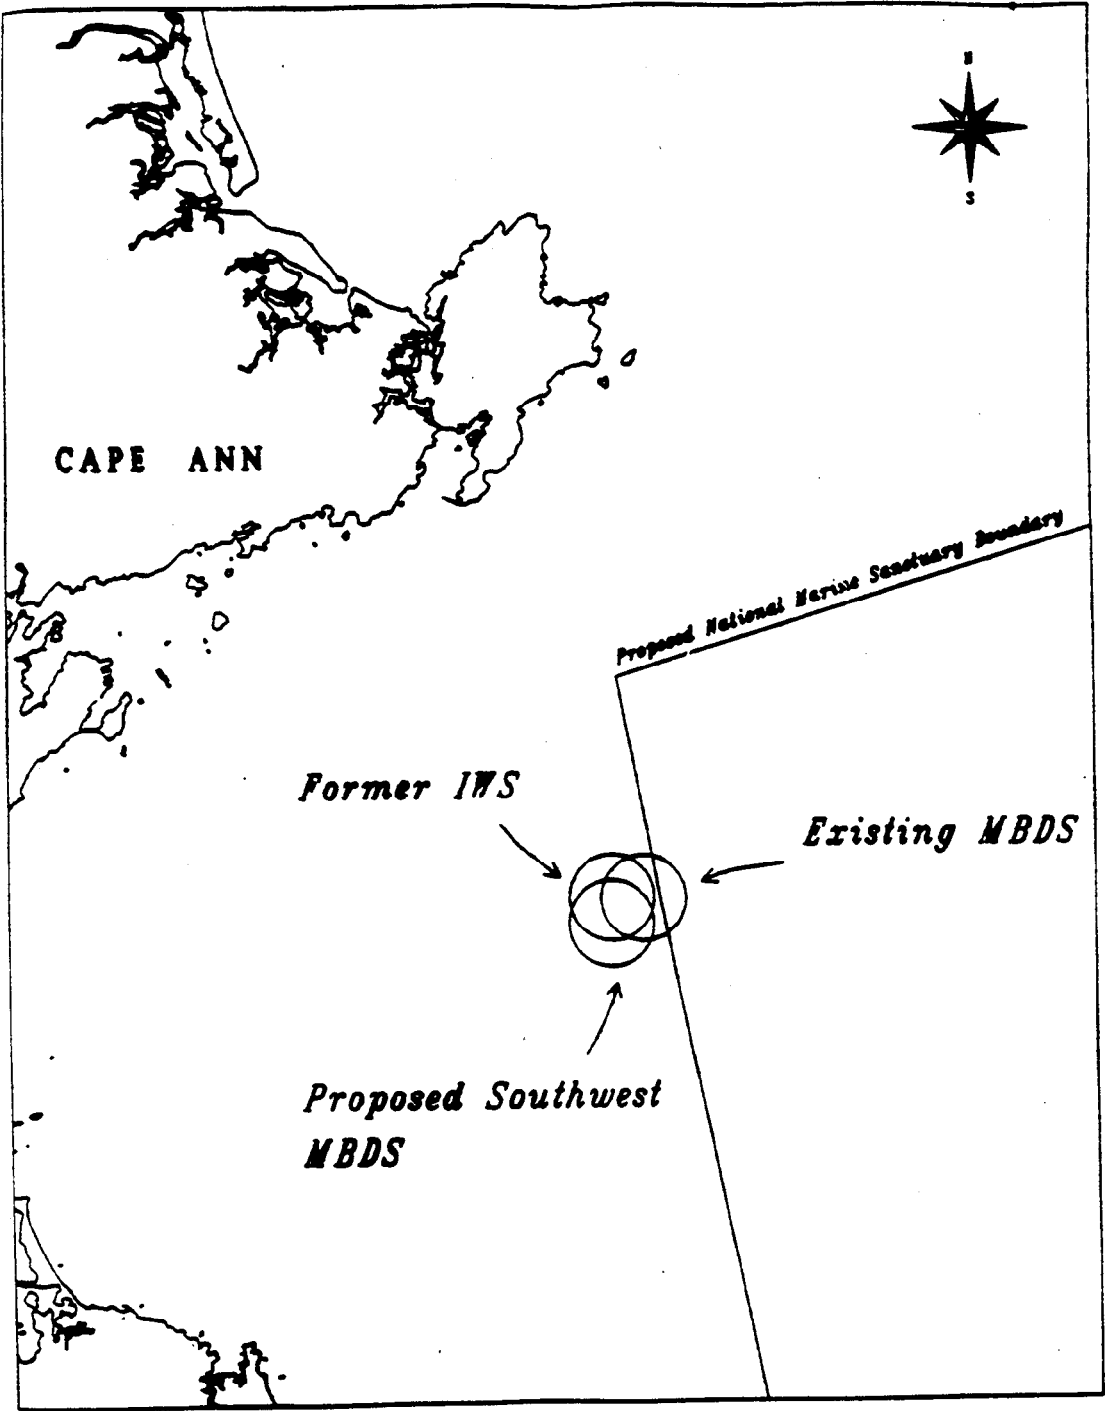 N
S
CAPE ANN
Proposed National Marine Sanctuary Boundary
Former IWS
Existing MBDS
Proposed Southwest
MBDS